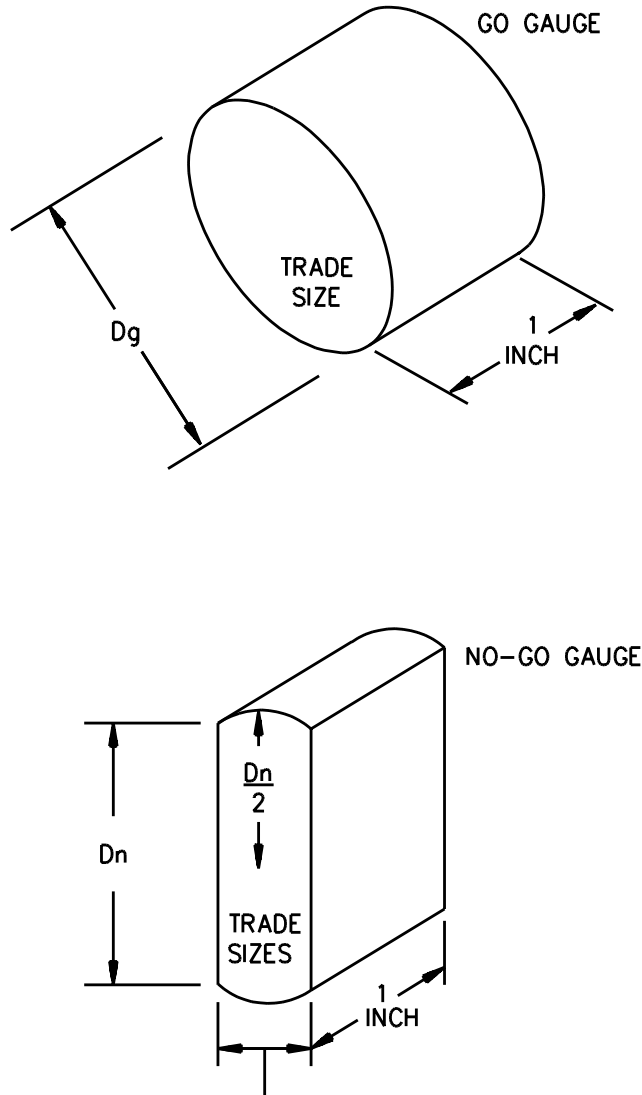 GO GAUGE
TRADE
SIZE
Dg
1
INCH
NO-GO GAUGE
Dn
2
Dn
TRADE
SIZES
1
INCH